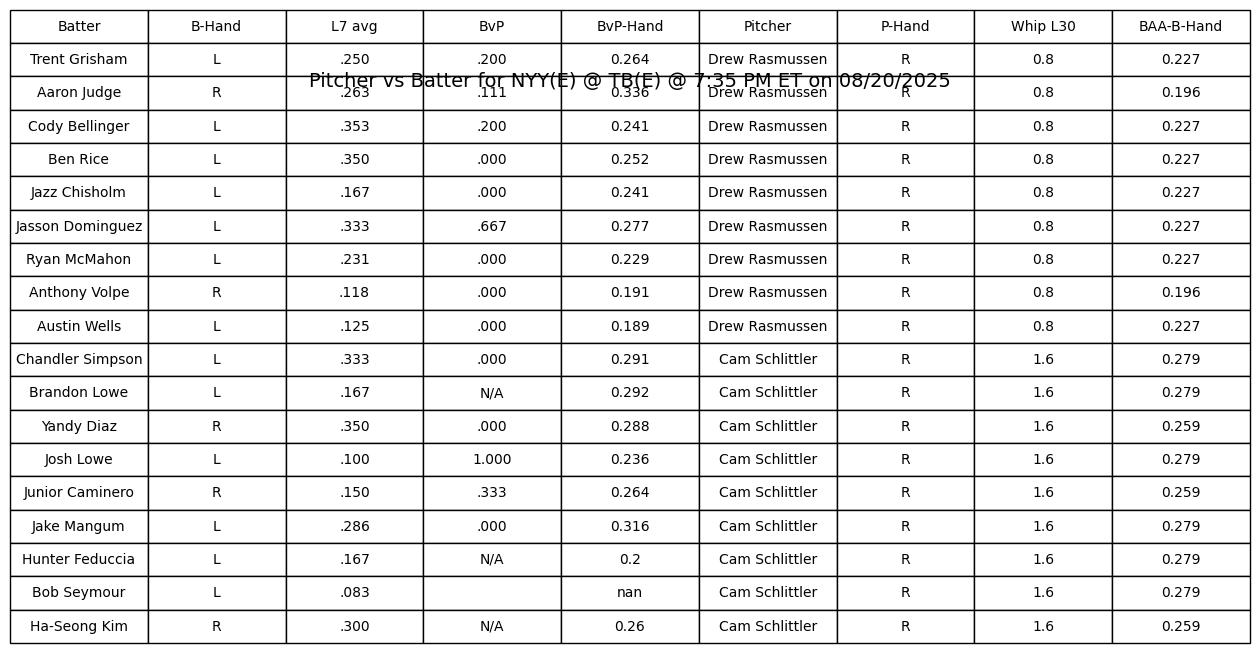 Batter B-Hand L7 avg BvP BvP-Hand Pitcher P-Hand Whip L30 BAA-B-Hand
Trent Grisham L .250 .200 0.264 Drew Rasmussen R 0.8 0.227
Pitcher vs Batter for NYY(E) @ TB(E) @ 7:35 PM ET on 08/20/2025
Aaron Judge R .263 .111 0.336 Drew Rasmussen R 0.8 0.196
Cody Bellinger L .353 .200 0.241 Drew Rasmussen R 0.8 0.227
Ben Rice L .350 .000 0.252 Drew Rasmussen R 0.8 0.227
Jazz Chisholm L .167 .000 0.241 Drew Rasmussen R 0.8 0.227
Jasson Dominguez L .333 .667 0.277 Drew Rasmussen R 0.8 0.227
Ryan McMahon L .231 .000 0.229 Drew Rasmussen R 0.8 0.227
Anthony Volpe R .118 .000 0.191 Drew Rasmussen R 0.8 0.196
Austin Wells L .125 .000 0.189 Drew Rasmussen R 0.8 0.227
Chandler Simpson L .333 .000 0.291 Cam Schlittler R 1.6 0.279
Brandon Lowe L .167 N/A 0.292 Cam Schlittler R 1.6 0.279
Yandy Diaz R .350 .000 0.288 Cam Schlittler R 1.6 0.259
Josh Lowe L .100 1.000 0.236 Cam Schlittler R 1.6 0.279
Junior Caminero R .150 .333 0.264 Cam Schlittler R 1.6 0.259
Jake Mangum L .286 .000 0.316 Cam Schlittler R 1.6 0.279
Hunter Feduccia L .167 N/A 0.2 Cam Schlittler R 1.6 0.279
Bob Seymour L .083 nan Cam Schlittler R 1.6 0.279
Ha-Seong Kim R .300 N/A 0.26 Cam Schlittler R 1.6 0.259